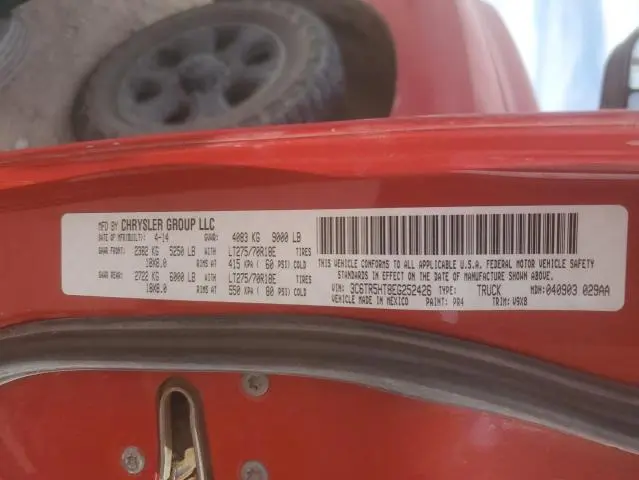 MFD BY CHRYSLER GROUP LLC
DATE OF MFR(BUILT): 4-14 GVWR: 4083 KG 9000 LB
GAWR FRONT: 2382 KG 5250 LB WITH LT275/70R18E TIRES
18X8.0 RIMS AT 415 KPA ( 60 PSI) COLD
GAWR REAR: 2722 KG 6000 LB WITH LT275/70R18E TIRES
18X8.0 RIMS AT 550 KPA ( 80 PSI) COLD
THIS VEHICLE CONFORMS TO ALL APPLICABLE U.S.A. FEDERAL MOTOR VEHICLE SAFETY
STANDARDS IN EFFECT ON THE DATE OF MANUFACTURE SHOWN ABOVE.
VIN: 3C6TR5HT8EG252426 TYPE: TRUCK MDH: 040903 029AA
VEHICLE MADE IN MEXICO PAINT: PR4 TRIM: V9X8